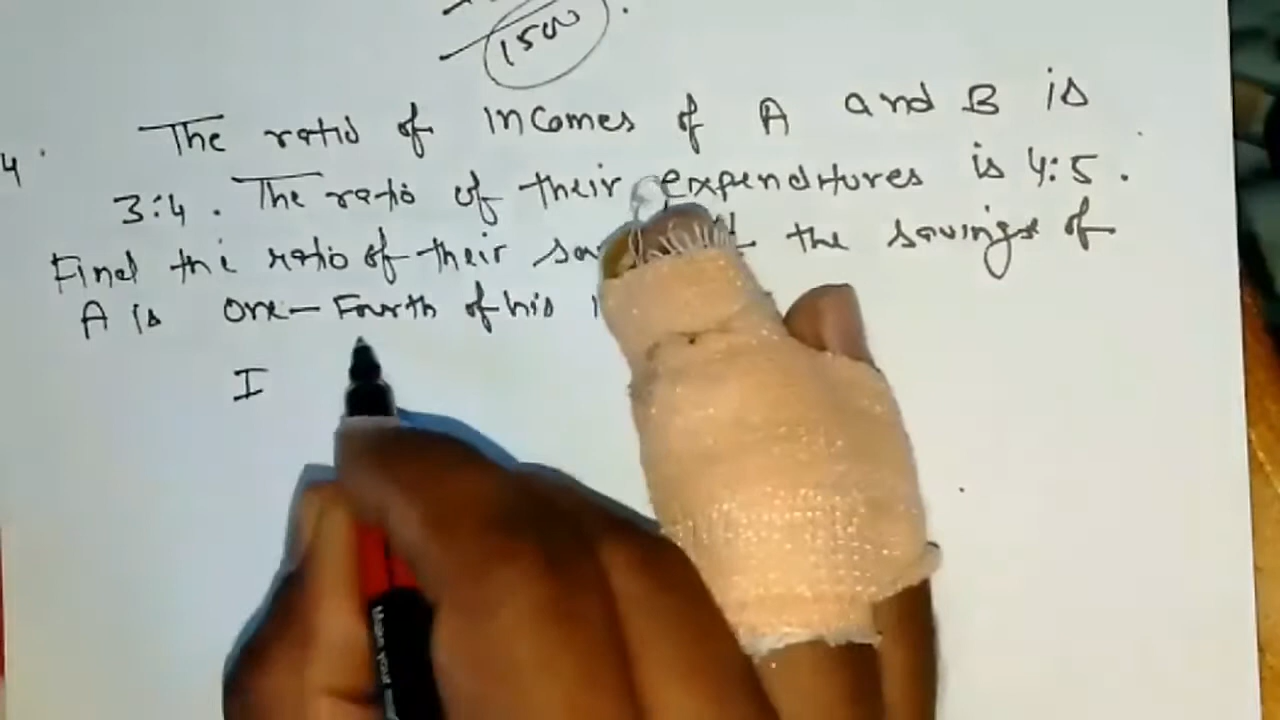 1500
4. The ratio of incomes of A and B is
3:4. The ratio of their expenditures is 4:5.
Find the ratio of their the savings of
A is one-Fourth of his
I